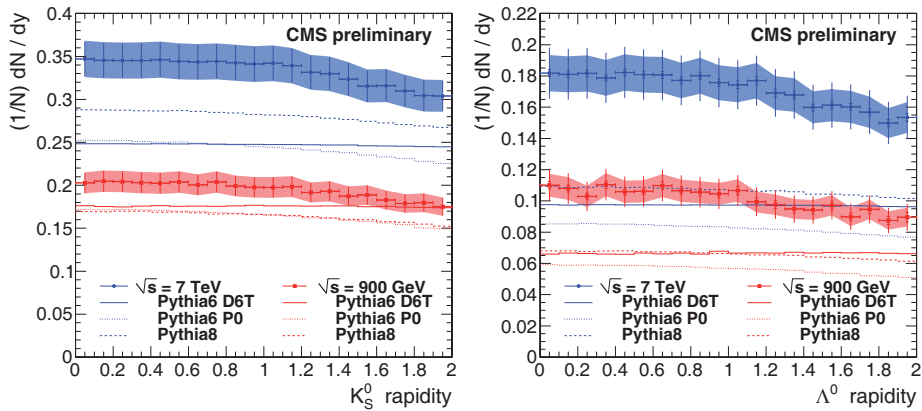 CMS preliminary
(1/N) dN / dy
0.4
0.35
0.3
0.25
0.2
0.15
0.1
0.05
0
√s = 7 TeV
√s = 900 GeV
Pythia6 D6T
Pythia6 D6T
Pythia6 P0
Pythia6 P0
Pythia8
Pythia8
0 0.2 0.4 0.6 0.8 1 1.2 1.4 1.6 1.8 2
K⁰_S rapidity
CMS preliminary
(1/N) dN / dy
0.22
0.2
0.18
0.16
0.14
0.12
0.1
0.08
0.06
0.04
0.02
0
√s = 7 TeV
√s = 900 GeV
Pythia6 D6T
Pythia6 D6T
Pythia6 P0
Pythia6 P0
Pythia8
Pythia8
0 0.2 0.4 0.6 0.8 1 1.2 1.4 1.6 1.8 2
Λ⁰ rapidity